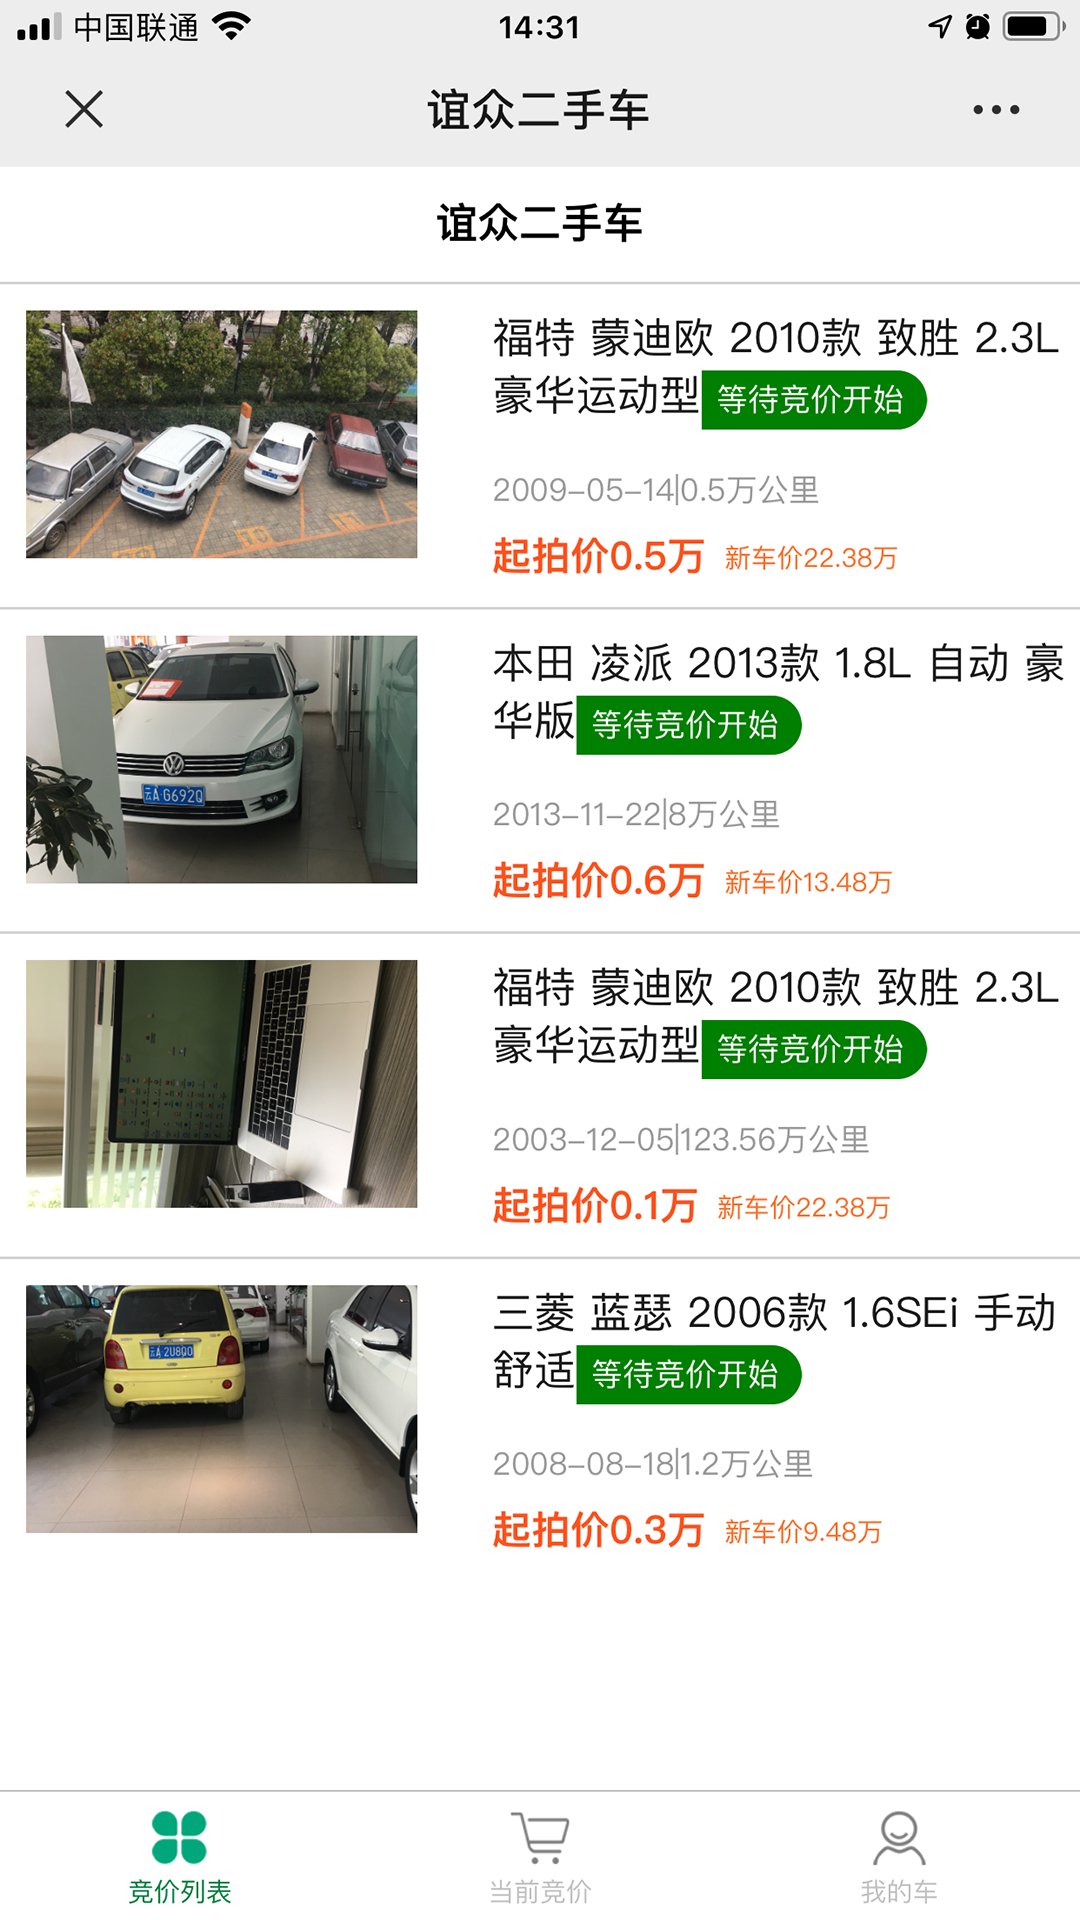 中国联通
14:31
谊众二手车
谊众二手车
福特 蒙迪欧 2010款 致胜 2.3L
豪华运动型 等待竞价开始
2009-05-14|0.5万公里
起拍价0.5万 新车价22.38万
本田 凌派 2013款 1.8L 自动 豪
华版 等待竞价开始
云A·G692Q
2013-11-22|8万公里
起拍价0.6万 新车价13.48万
福特 蒙迪欧 2010款 致胜 2.3L
豪华运动型 等待竞价开始
2003-12-05|123.56万公里
起拍价0.1万 新车价22.38万
三菱 蓝瑟 2006款 1.6SEi 手动
舒适 等待竞价开始
云A 2U8Q0
2008-08-18|1.2万公里
起拍价0.3万 新车价9.48万
竞价列表
当前竞价
我的车